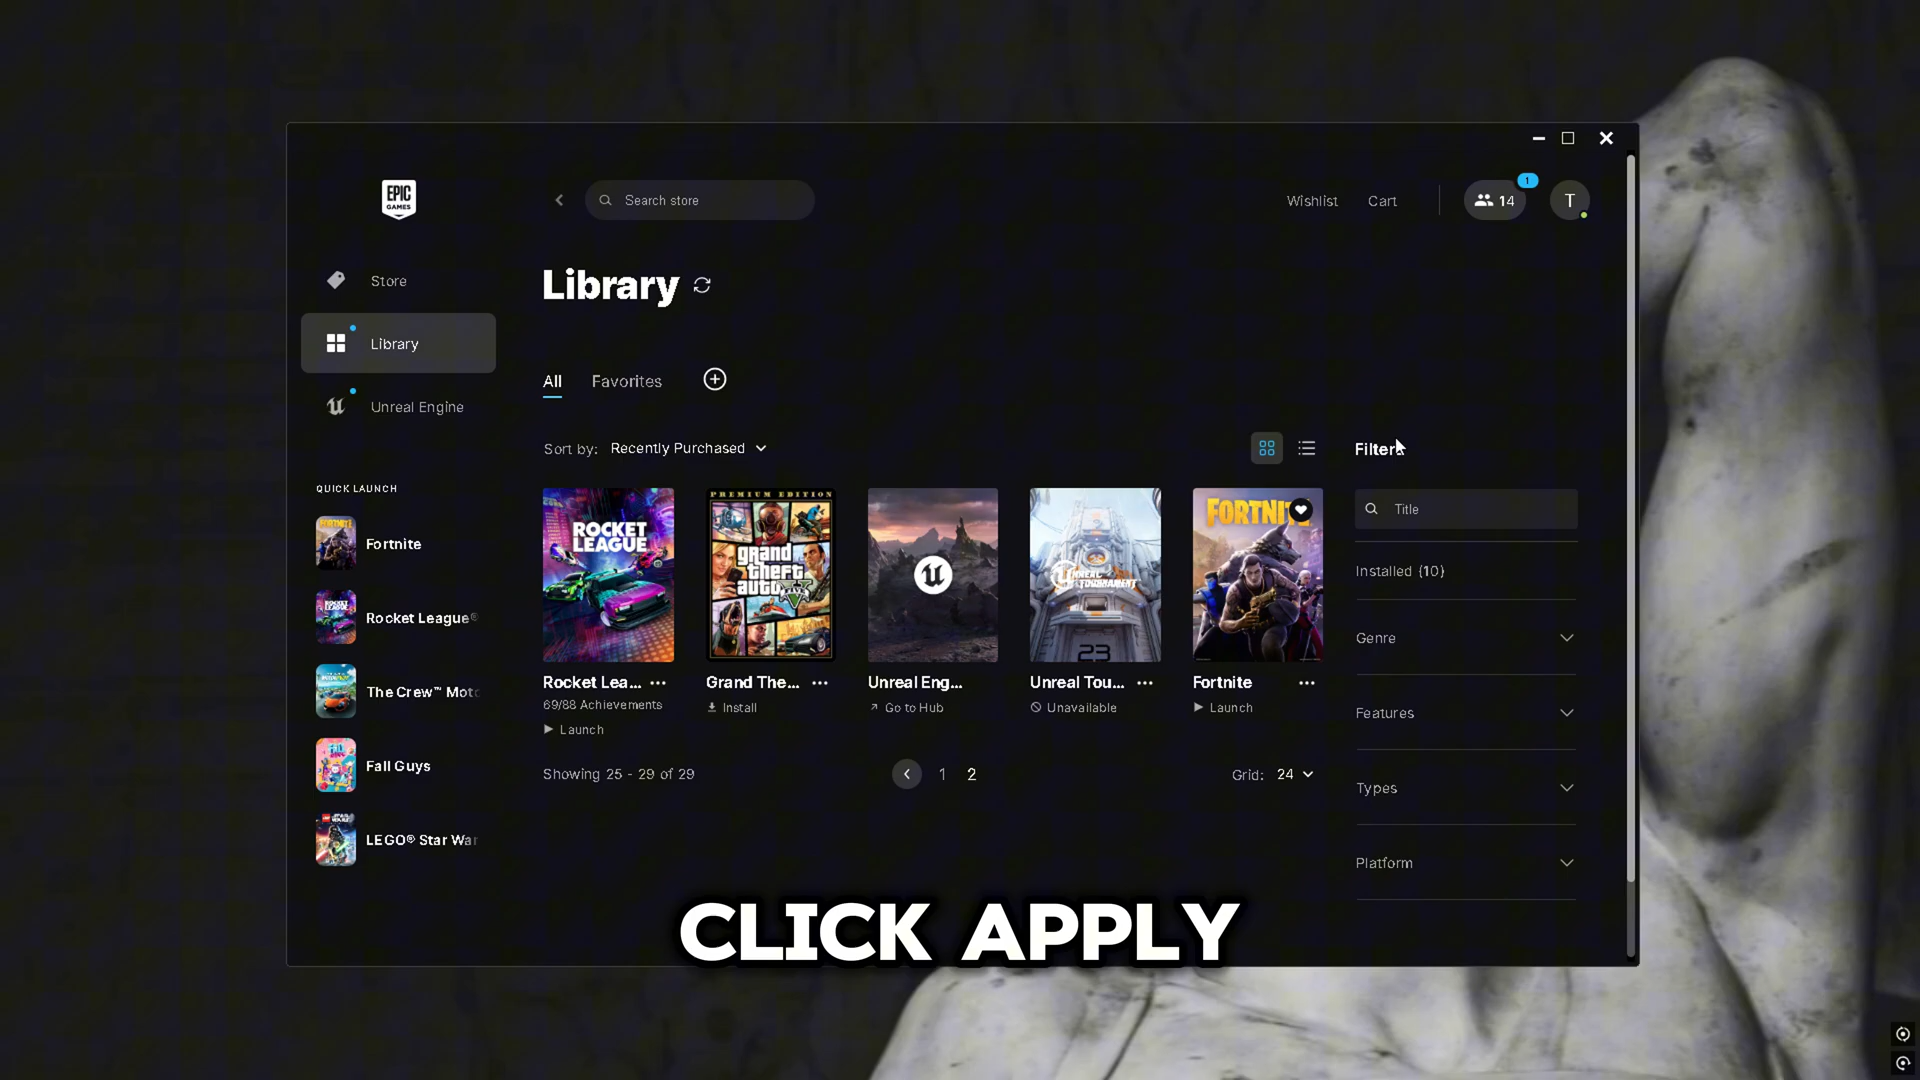 EPIC
GAMES
Search store
Wishlist
Cart
14
1
T
Store
Library
Unreal Engine
Library
All
Favorites
Sort by: Recently Purchased
Filters
QUICK LAUNCH
Fortnite
Rocket League®
The Crew™ Moto
Fall Guys
LEGO® Star War
ROCKET
LEAGUE
PREMIUM EDITION
grand
theft
auto
V
UNREAL
TOURNAMENT
23
FORTNITE
Rocket Lea...
69/88 Achievements
Launch
Grand The...
Install
Unreal Eng...
Go to Hub
Unreal Tou...
Unavailable
Fortnite
Launch
Showing 25 - 29 of 29
1
2
Grid: 24
Title
Installed (10)
Genre
Features
Types
Platform
CLICK APPLY